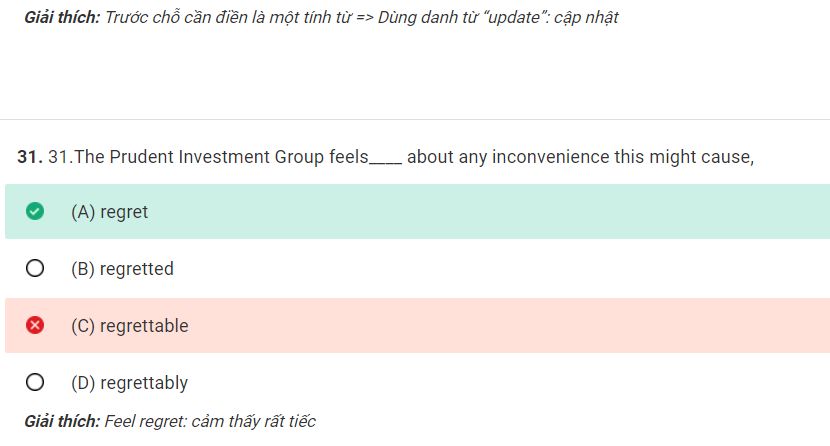 Giải thích: Trước chỗ cần điền là một tính từ => Dùng danh từ “update”: cập nhật
31. 31.The Prudent Investment Group feels____ about any inconvenience this might cause,
(A) regret
(B) regretted
(C) regrettable
(D) regrettably
Giải thích: Feel regret: cảm thấy rất tiếc